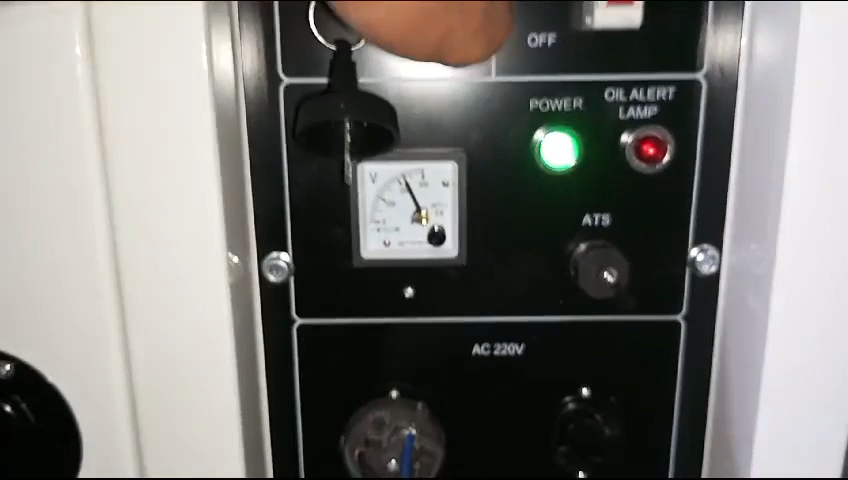 OFF
POWER
OIL ALERT
LAMP
V
ATS
AC 220V